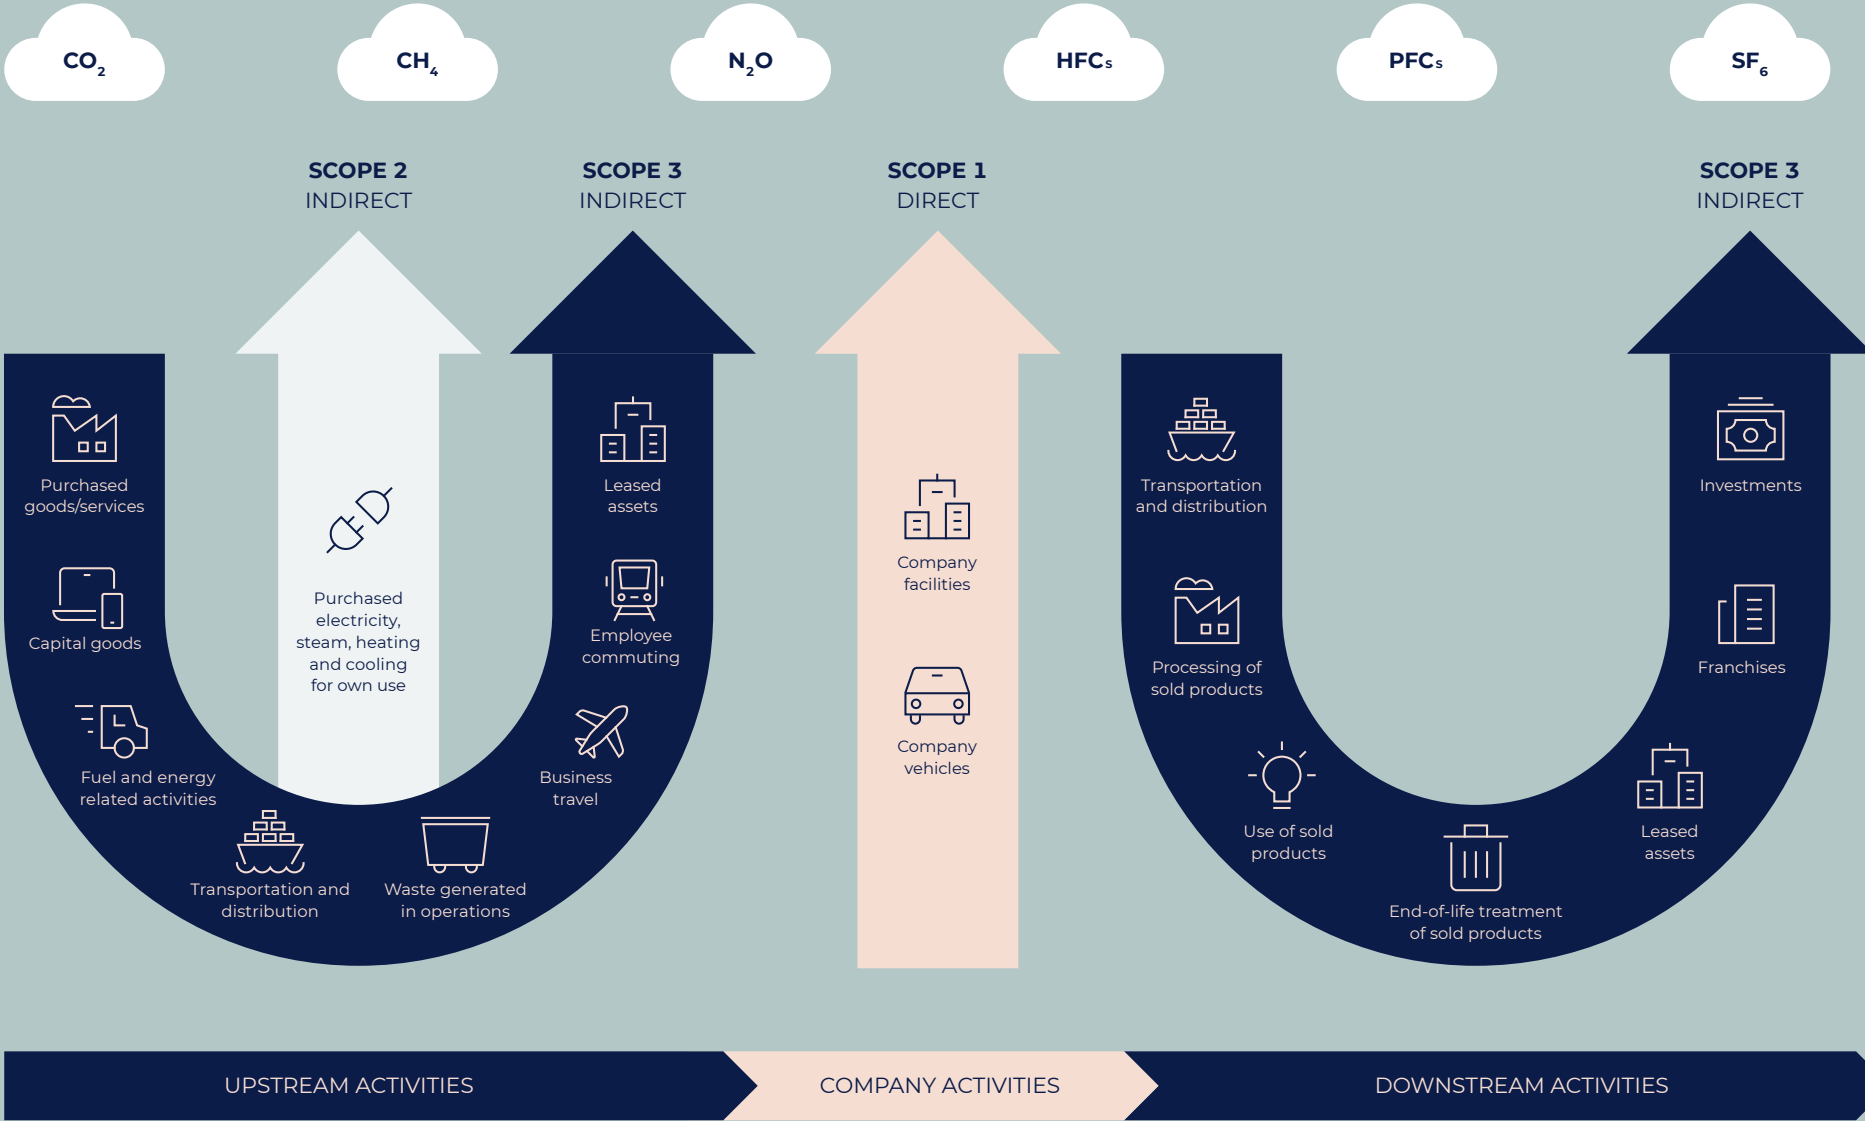 CO₂
CH₄
N₂O
HFCs
PFCs
SF₆
SCOPE 2
INDIRECT
SCOPE 3
INDIRECT
SCOPE 1
DIRECT
SCOPE 3
INDIRECT
Purchased
goods/services
Capital goods
Fuel and energy
related activities
Transportation and
distribution
Waste generated
in operations
Business
travel
Employee
commuting
Leased
assets
Purchased
electricity,
steam, heating
and cooling
for own use
Company
facilities
Company
vehicles
Transportation
and distribution
Processing of
sold products
Use of sold
products
End-of-life treatment
of sold products
Leased
assets
Franchises
Investments
UPSTREAM ACTIVITIES
COMPANY ACTIVITIES
DOWNSTREAM ACTIVITIES